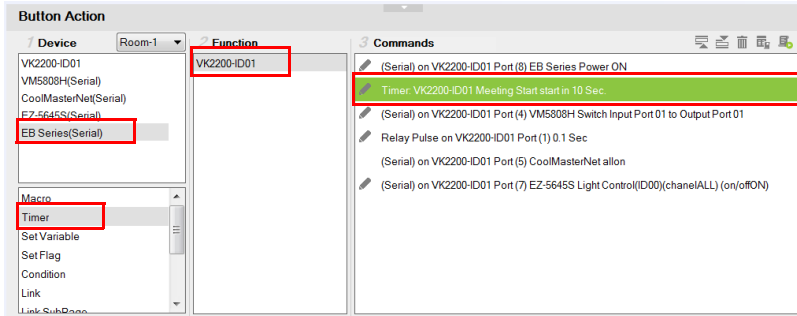 Button Action
1 Device
Room-1
2 Function
3 Commands
VK2200-ID01
VM5808H(Serial)
CoolMasterNet(Serial)
EZ-5645S(Serial)
EB Series(Serial)
Macro
Timer
Set Variable
Set Flag
Condition
Link
Link SubPage
VK2200-ID01
(Serial) on VK2200-ID01 Port (8) EB Series Power ON
Timer: VK2200-ID01 Meeting Start start in 10 Sec.
(Serial) on VK2200-ID01 Port (4) VM5808H Switch Input Port 01 to Output Port 01
Relay Pulse on VK2200-ID01 Port (1) 0.1 Sec
(Serial) on VK2200-ID01 Port (5) CoolMasterNet allon
(Serial) on VK2200-ID01 Port (7) EZ-5645S Light Control(ID00)(chanelALL) (on/offON)